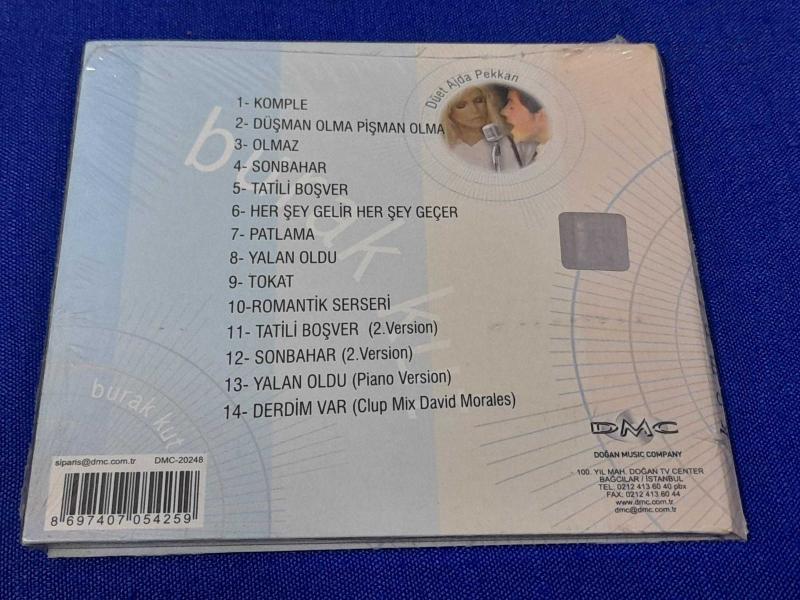 Düet Ajda Pekkan
1- KOMPLE
2- DÜŞMAN OLMA PİŞMAN OLMA
3- OLMAZ
4- SONBAHAR
5- TATİLİ BOŞVER
6- HER ŞEY GELİR HER ŞEY GEÇER
7- PATLAMA
8- YALAN OLDU
9- TOKAT
10-ROMANTİK SERSERİ
11- TATİLİ BOŞVER (2.Version)
12- SONBAHAR (2.Version)
13- YALAN OLDU (Piano Version)
14- DERDİM VAR (Clup Mix David Morales)
burak kut
burak kut
siparis@dmc.com.tr DMC-20248
8 697407 054259
DMC
DOĞAN MUSIC COMPANY
100. YIL MAH. DOĞAN TV CENTER
BAĞCILAR / İSTANBUL
TEL. 0212 413 60 40 pbx
FAX: 0212 413 60 44
www.dmc.com.tr
dmc@dmc.com.tr